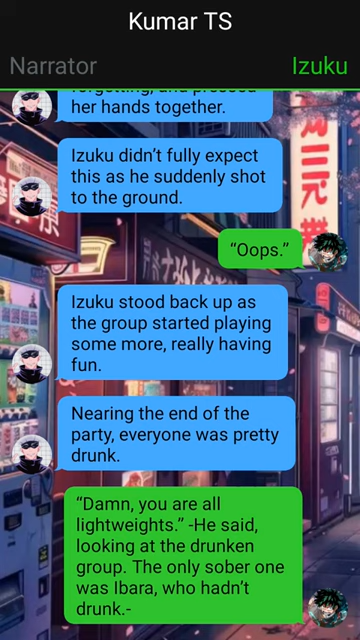 Kumar TS
Narrator
Izuku
forgetting, and pressed
her hands together.
Izuku didn’t fully expect
this as he suddenly shot
to the ground.
“Oops.”
Izuku stood back up as
the group started playing
some more, really having
fun.
Nearing the end of the
party, everyone was pretty
drunk.
“Damn, you are all
lightweights.” -He said,
looking at the drunken
group. The only sober one
was Ibara, who hadn’t
drunk.-